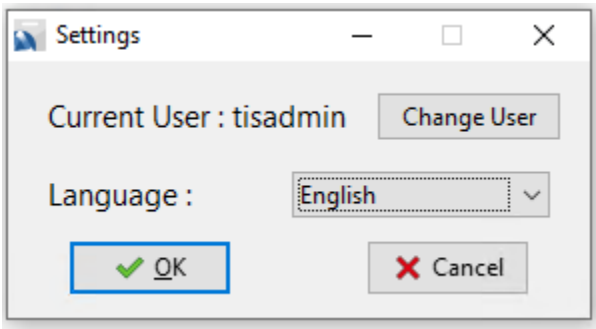 Settings
Current User : tisadmin
Change User
Language :
English
OK
Cancel